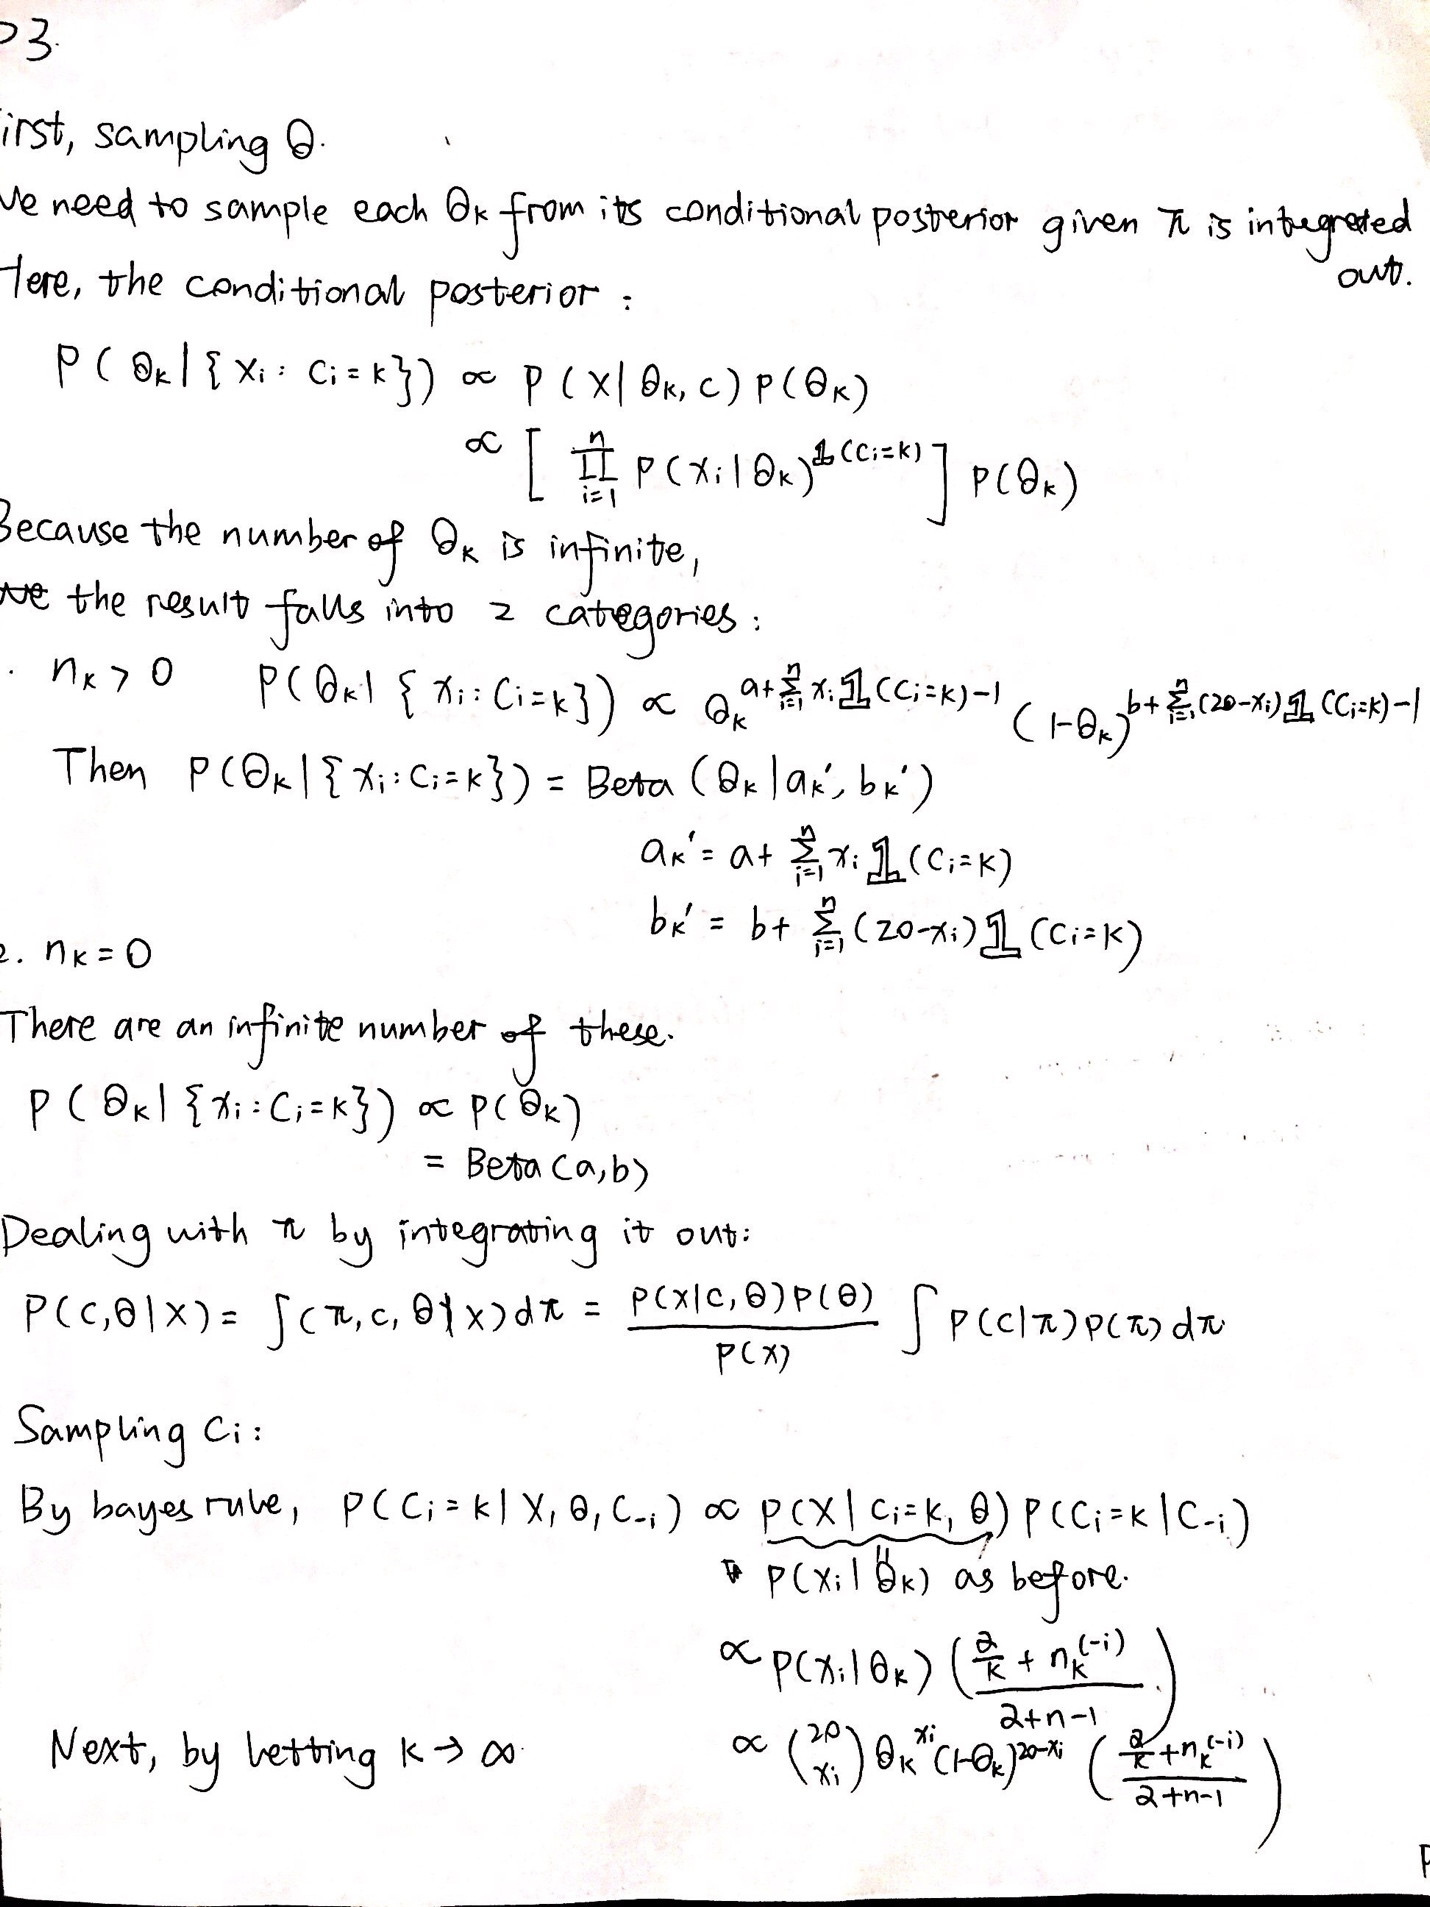 P3.
irst, sampling θ.
We need to sample each θk from its conditional posterior given π is integrated out.
Here, the conditional posterior :
P( θk | { xi : Ci = k}) ∝ P( X | θk, c) P(θk)
∝ [ ∏_{i=1}^{n} P(xi | θk)^{𝟙(Ci=k)} ] P(θk)
Because the number of θk is infinite,
the result falls into 2 categories :
. nk > 0 P(θk | { xi : Ci=k}) ∝ θk^{a+∑_{i=1}^{n} xi 𝟙(Ci=k)-1} (1-θk)^{b+∑_{i=1}^{n}(20-xi)𝟙(Ci=k)-1}
Then P(θk | { xi : Ci=k}) = Beta (θk | ak', bk')
ak' = a+ ∑_{i=1}^{n} xi 𝟙(Ci=k)
bk' = b+ ∑_{i=1}^{n} (20-xi) 𝟙(Ci=k)
2. nk = 0
There are an infinite number of these.
P( θk | { xi : Ci=k}) ∝ P(θk)
= Beta (a,b)
Dealing with π by integrating it out:
P(c,θ|X) = ∫(π, c, θ|X)dπ = P(X|c,θ)P(θ) / P(X) ∫ P(c|π)P(π)dπ
Sampling Ci :
By bayes rule, P(Ci = k | X, θ, C-i) ∝ P(X | Ci=k, θ) P(Ci=k | C-i)
" P(xi | θk) as before.
∝ P(xi | θk) ( (α/k + nk^{(-i)}) / (α+n-1) )
Next, by letting k → ∞. ∝ (20 xi) θk^{xi} (1-θk)^{20-xi} ( (α/k + nk^{(-i)}) / (α+n-1) )